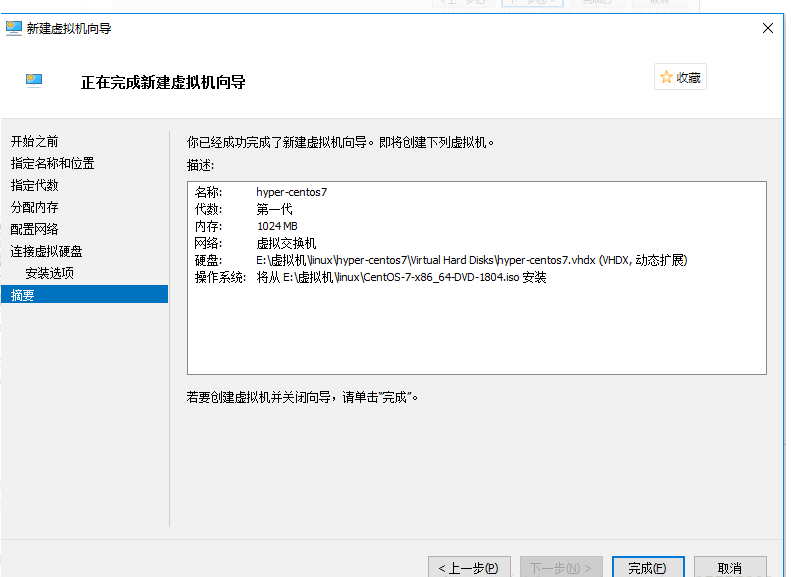 新建虚拟机向导
正在完成新建虚拟机向导
收藏
开始之前
指定名称和位置
指定代数
分配内存
配置网络
连接虚拟硬盘
安装选项
摘要
你已经成功完成了新建虚拟机向导。即将创建下列虚拟机。
描述:
名称: hyper-centos7
代数: 第一代
内存: 1024 MB
网络: 虚拟交换机
硬盘: E:\虚拟机\linux\hyper-centos7\Virtual Hard Disks\hyper-centos7.vhdx (VHDX, 动态扩展)
操作系统: 将从 E:\虚拟机\linux\CentOS-7-x86_64-DVD-1804.iso 安装
若要创建虚拟机并关闭向导，请单击“完成”。
< 上一步(P) 下一步(N) > 完成(F) 取消